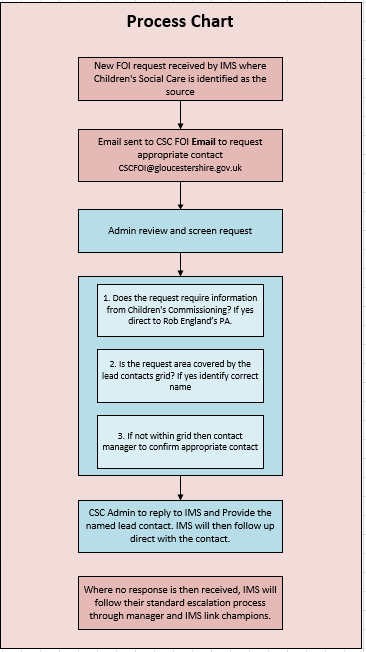 Process Chart
New FOI request received by IMS where
Children's Social Care is identified as the
source
Email sent to CSC FOI Email to request
appropriate contact
CSCFOI@gloucestershire.gov.uk
Admin review and screen request
1. Does the request require information
from Children's Commissioning? If yes
direct to Rob England's PA.
2. Is the request area covered by the
lead contacts grid? If yes identify correct
name
3. If not within grid then contact
manager to confirm appropriate contact
CSC Admin to reply to IMS and Provide the
named lead contact. IMS will then follow up
direct with the contact.
Where no response is then received, IMS will
follow their standard escalation process
through manager and IMS link champions.